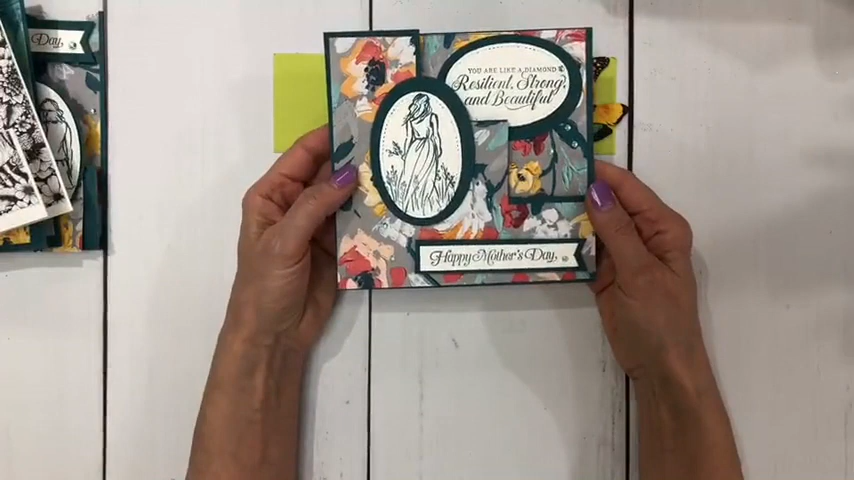 YOU ARE LIKE A DIAMOND
Resilient, Strong,
and Beautiful
Happy Mother's Day,
Day,